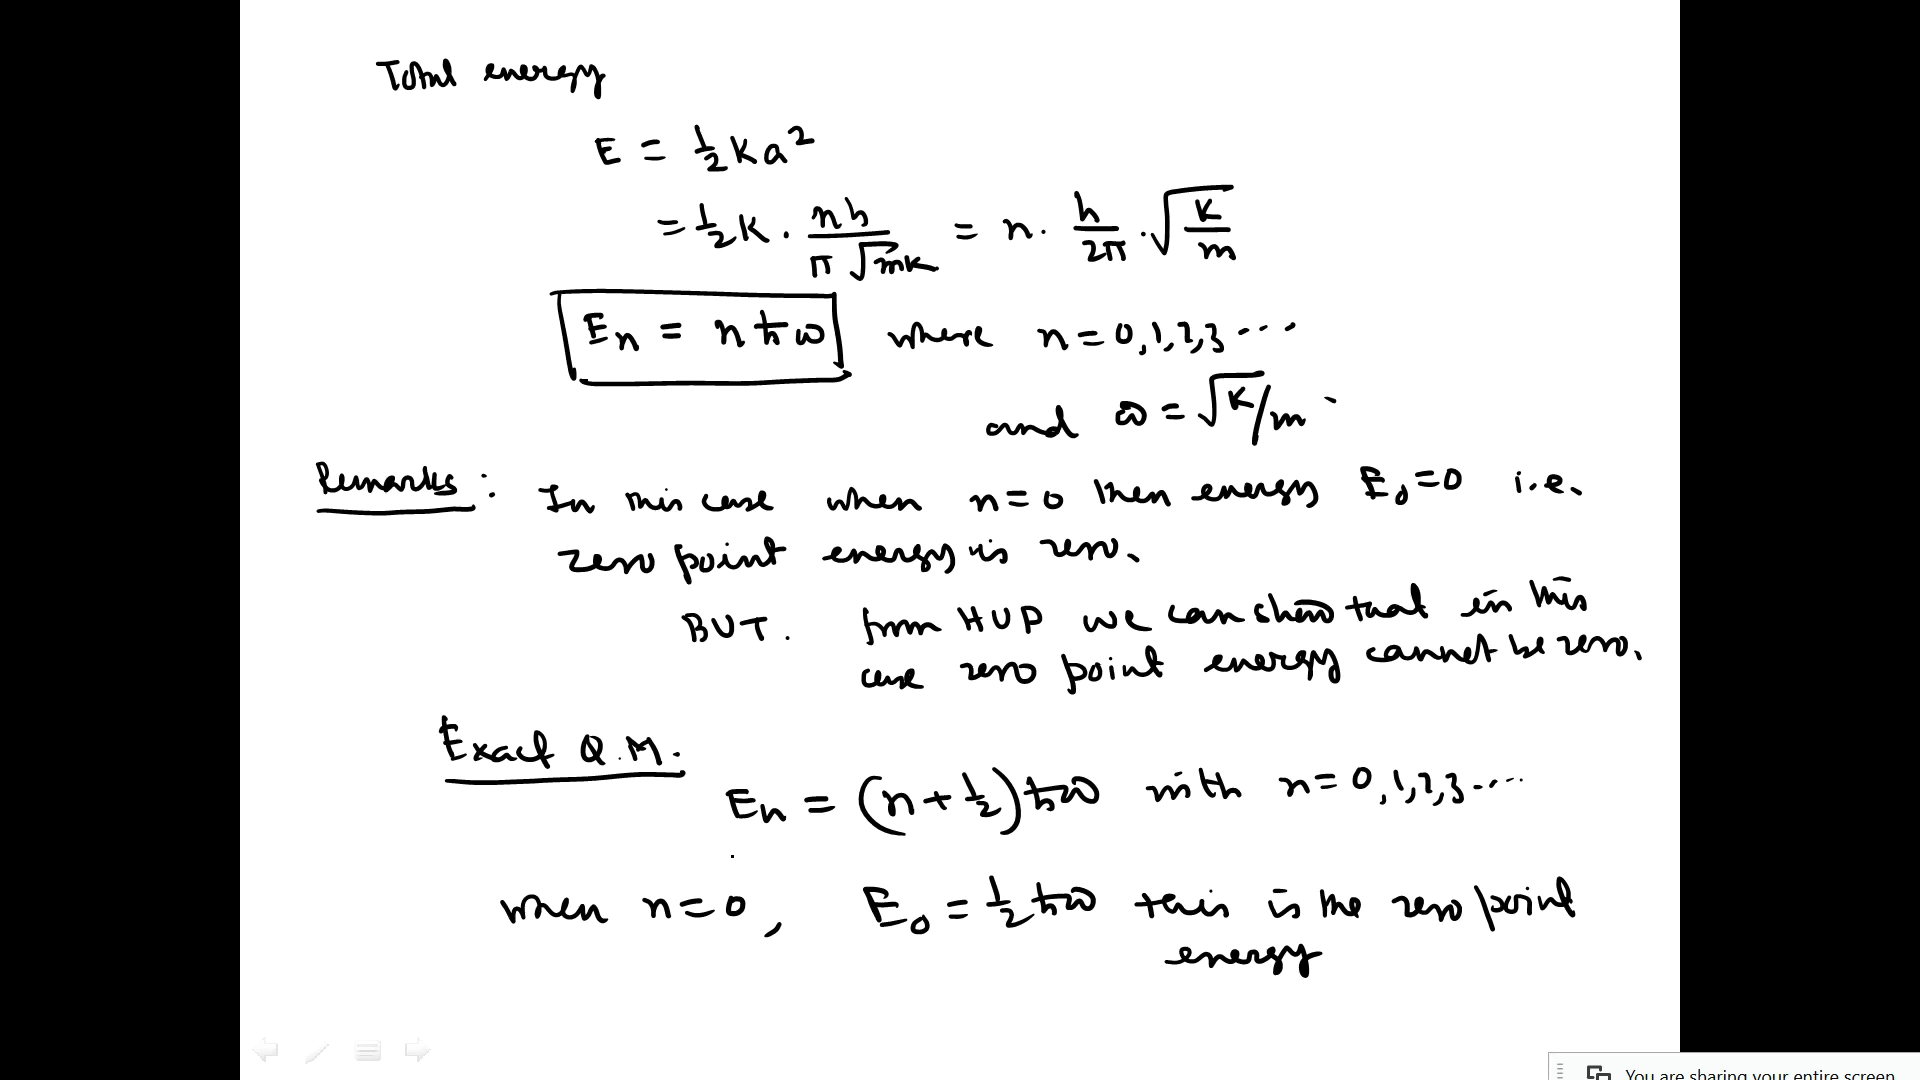 Total energy
E = ½ka²
= ½k · nh / π√mk = n · h/2π · √k/m
Eₙ = nℏω where n = 0,1,2,3 ...
and ω = √k/m .
Remarks : In this case when n=0 then energy E₀=0 i.e.
zero point energy is zero.
BUT. from HUP we can show that in this
case zero point energy cannot be zero.
Exact Q.M.
Eₙ = (n+½)ℏω with n = 0,1,2,3 ...
when n=0, E₀ = ½ℏω this is the zero point
energy
You are sharing your entire screen